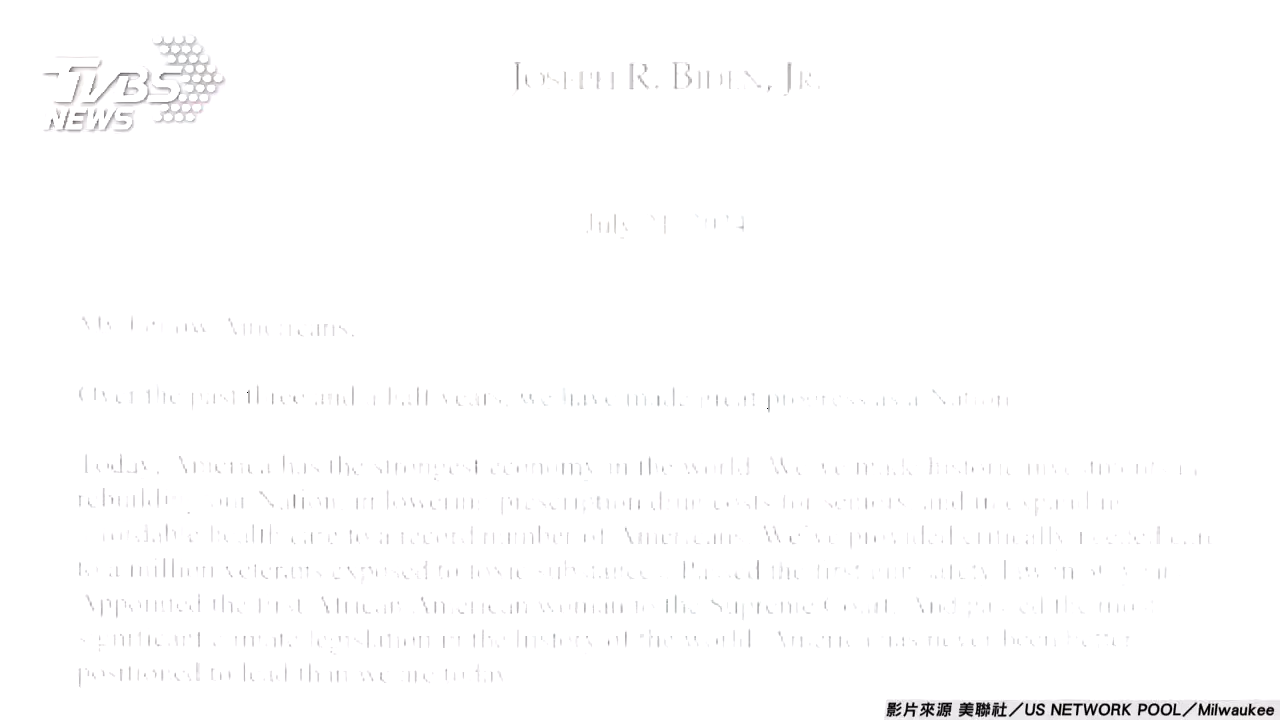 TVBS
NEWS
JOSEPH R. BIDEN, JR.
July 21, 2024
My Fellow Americans,
Over the past three and a half years, we have made great progress as a Nation.
Today, America has the strongest economy in the world. We've made historic investments in
rebuilding our Nation, in lowering prescription drug costs for seniors, and in expanding
affordable health care to a record number of Americans. We've provided critically needed care
to a million veterans exposed to toxic substances. Passed the first gun safety law in 30 years.
Appointed the first African American woman to the Supreme Court. And passed the most
significant climate legislation in the history of the world. America has never been better
positioned to lead than we are today.
影片來源 美聯社／US NETWORK POOL／Milwaukee